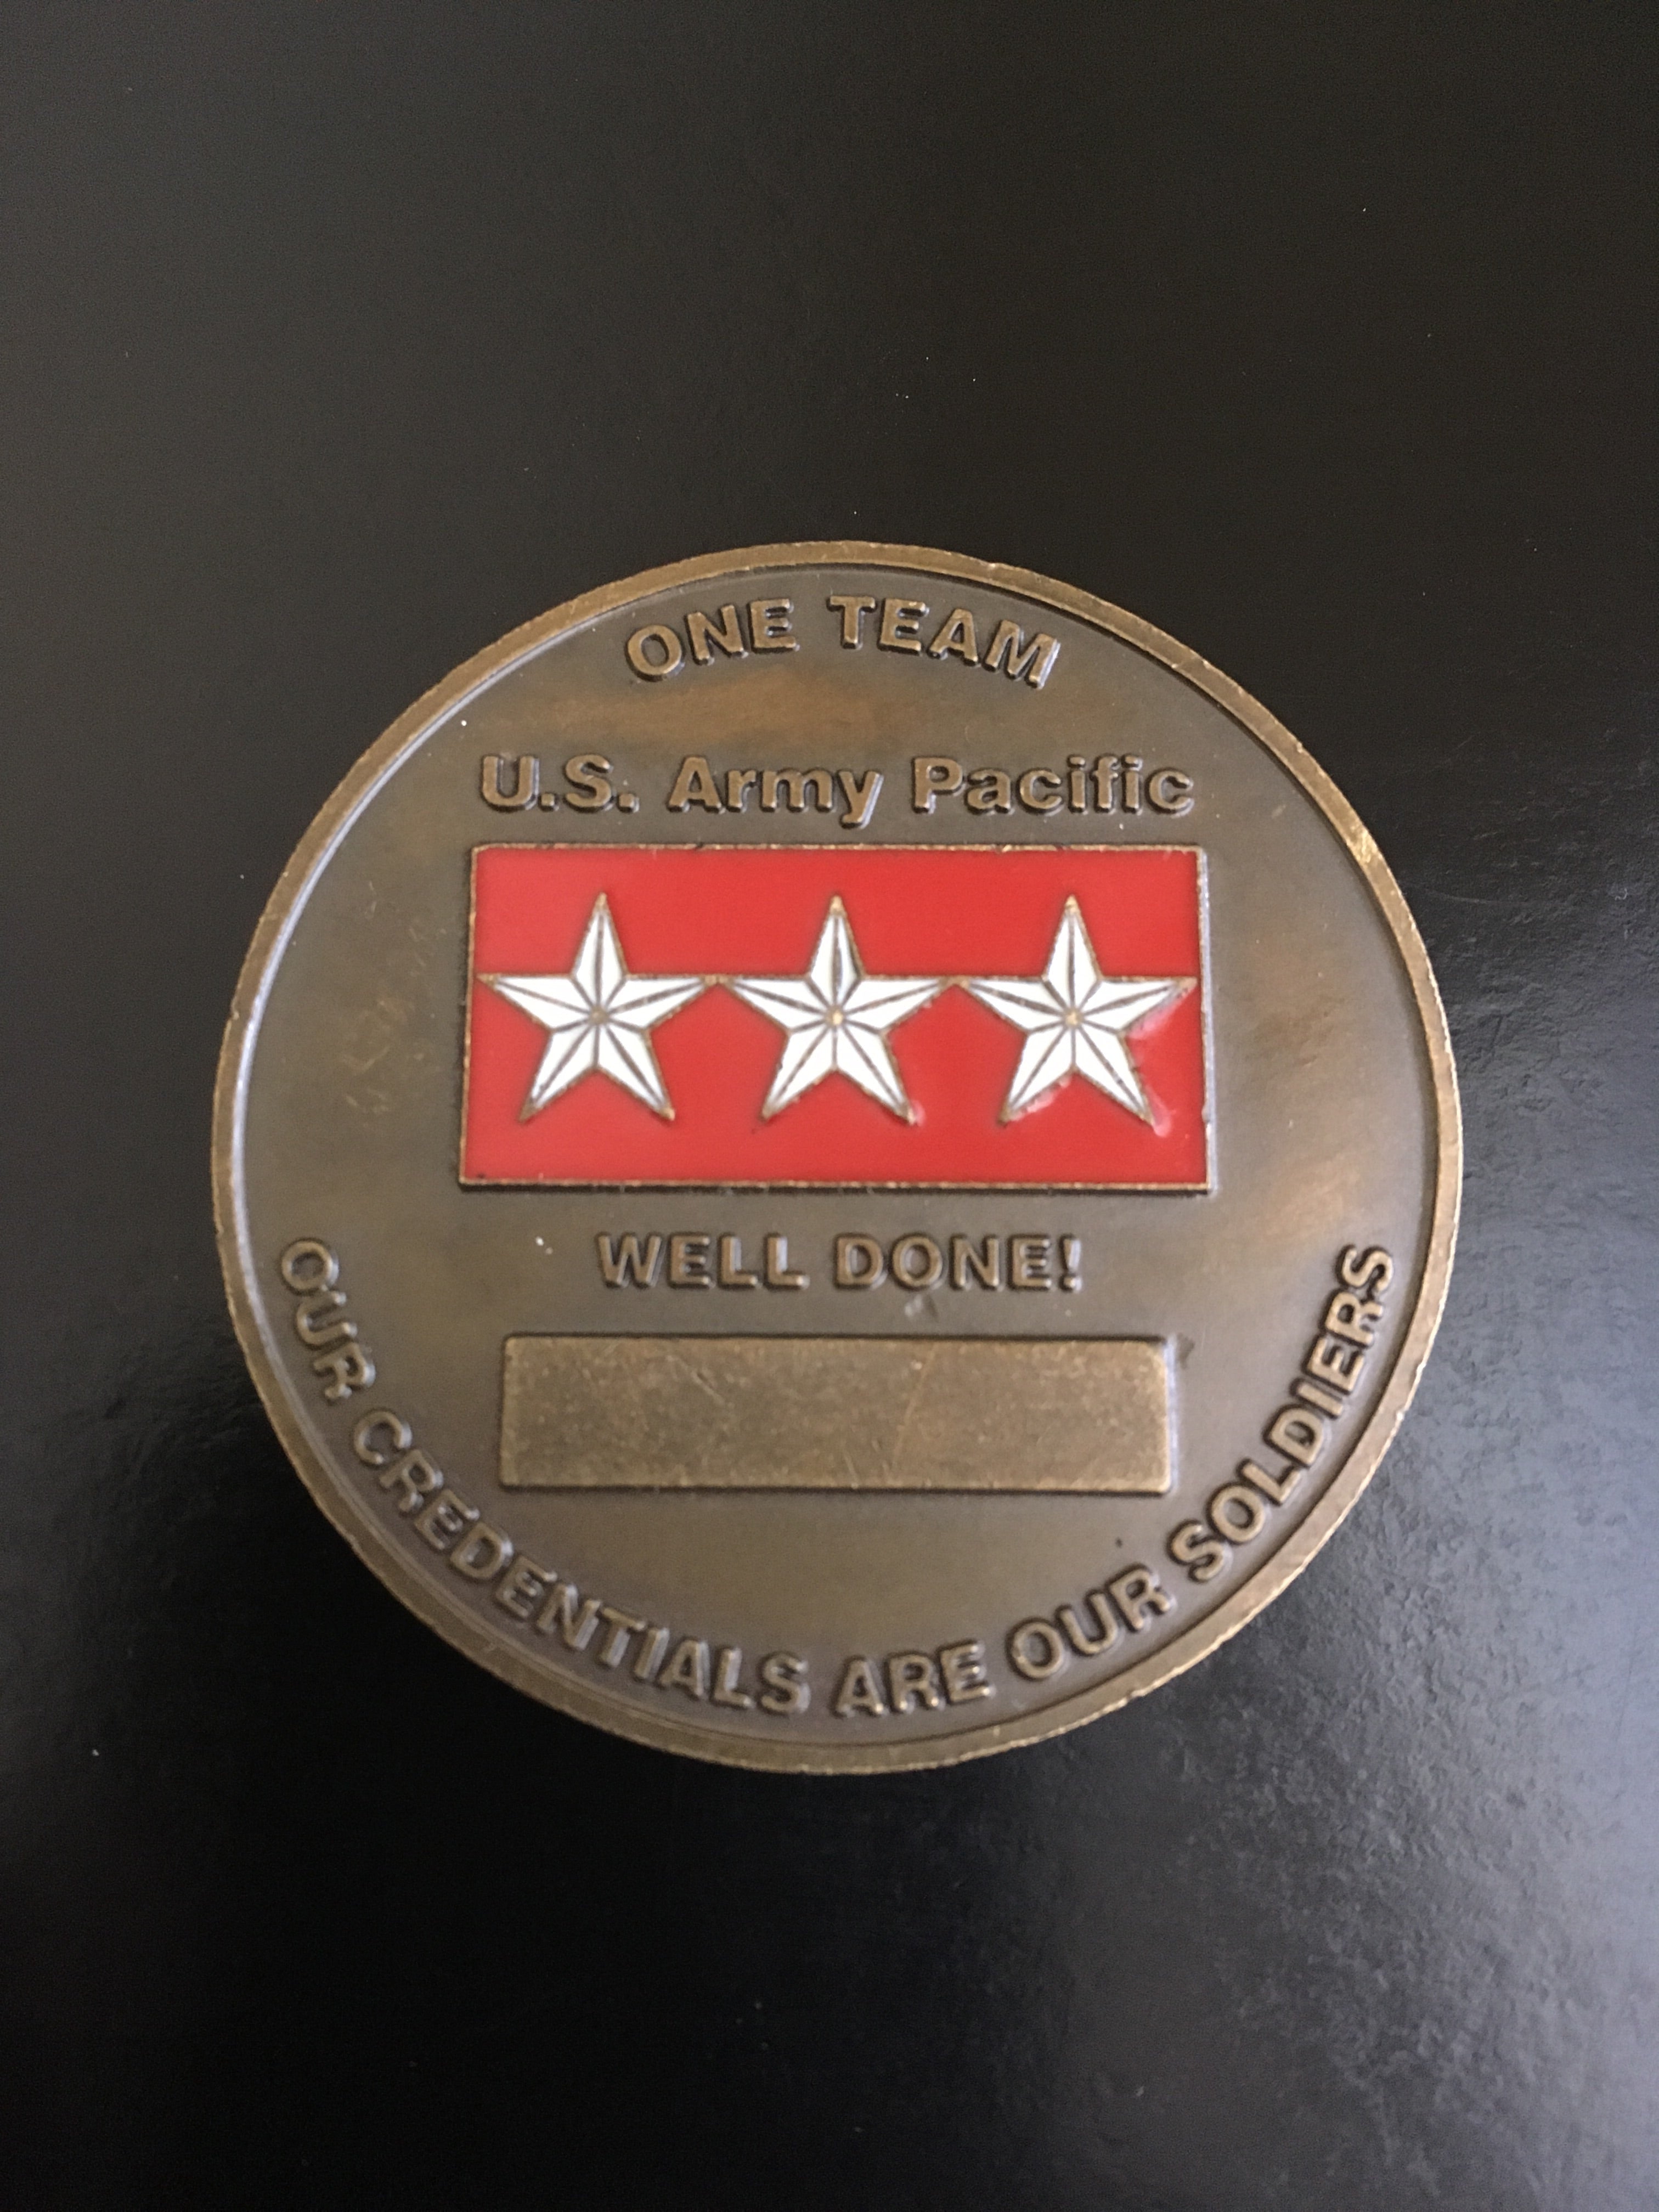 ONE TEAM
U.S. Army Pacific
WELL DONE!
OUR CREDENTIALS ARE OUR SOLDIERS